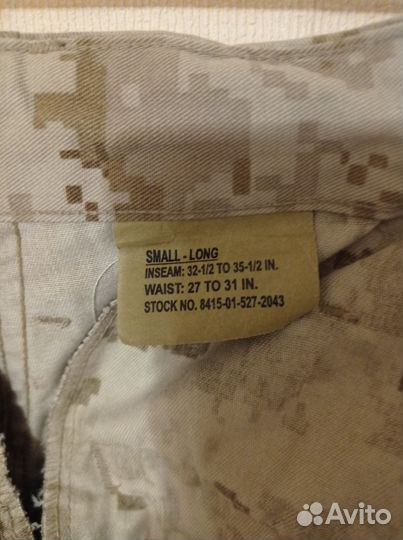 SMALL - LONG
INSEAM: 32-1/2 TO 35-1/2 IN.
WAIST: 27 TO 31 IN.
STOCK NO. 8415-01-527-2043
Avito